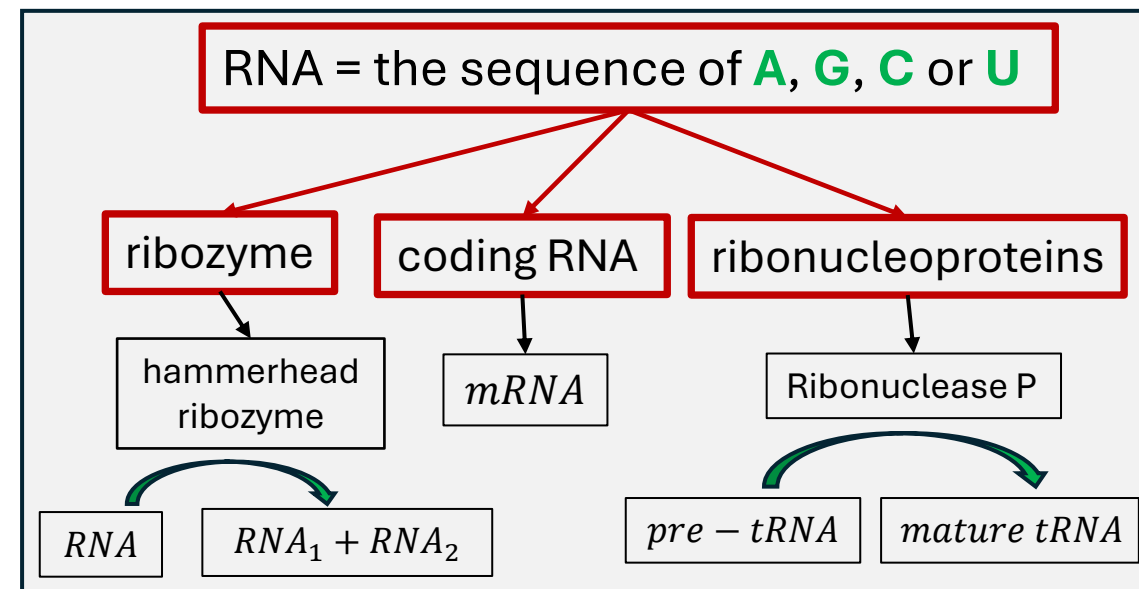 RNA = the sequence of A, G, C or U
ribozyme
coding RNA
ribonucleoproteins
hammerhead
ribozyme
mRNA
Ribonuclease P
RNA
RNA₁ + RNA₂
pre − tRNA
mature tRNA